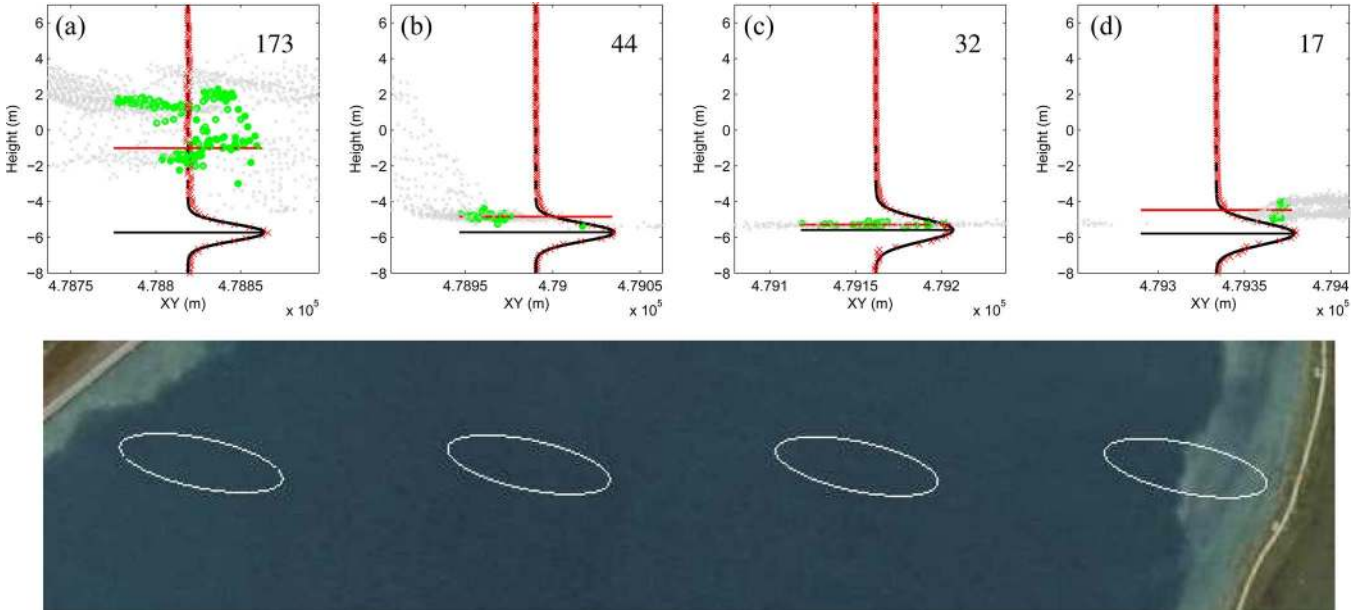 (a) 173
Height (m)
6
4
2
0
−2
−4
−6
−8
4.7875 4.788 4.7885
XY (m) x 10^5
(b) 44
Height (m)
6
4
2
0
−2
−4
−6
−8
4.7895 4.79 4.7905
XY (m) x 10^5
(c) 32
Height (m)
6
4
2
0
−2
−4
−6
−8
4.791 4.7915 4.792
XY (m) x 10^5
(d) 17
Height (m)
6
4
2
0
−2
−4
−6
−8
4.793 4.7935 4.794
XY (m) x 10^5